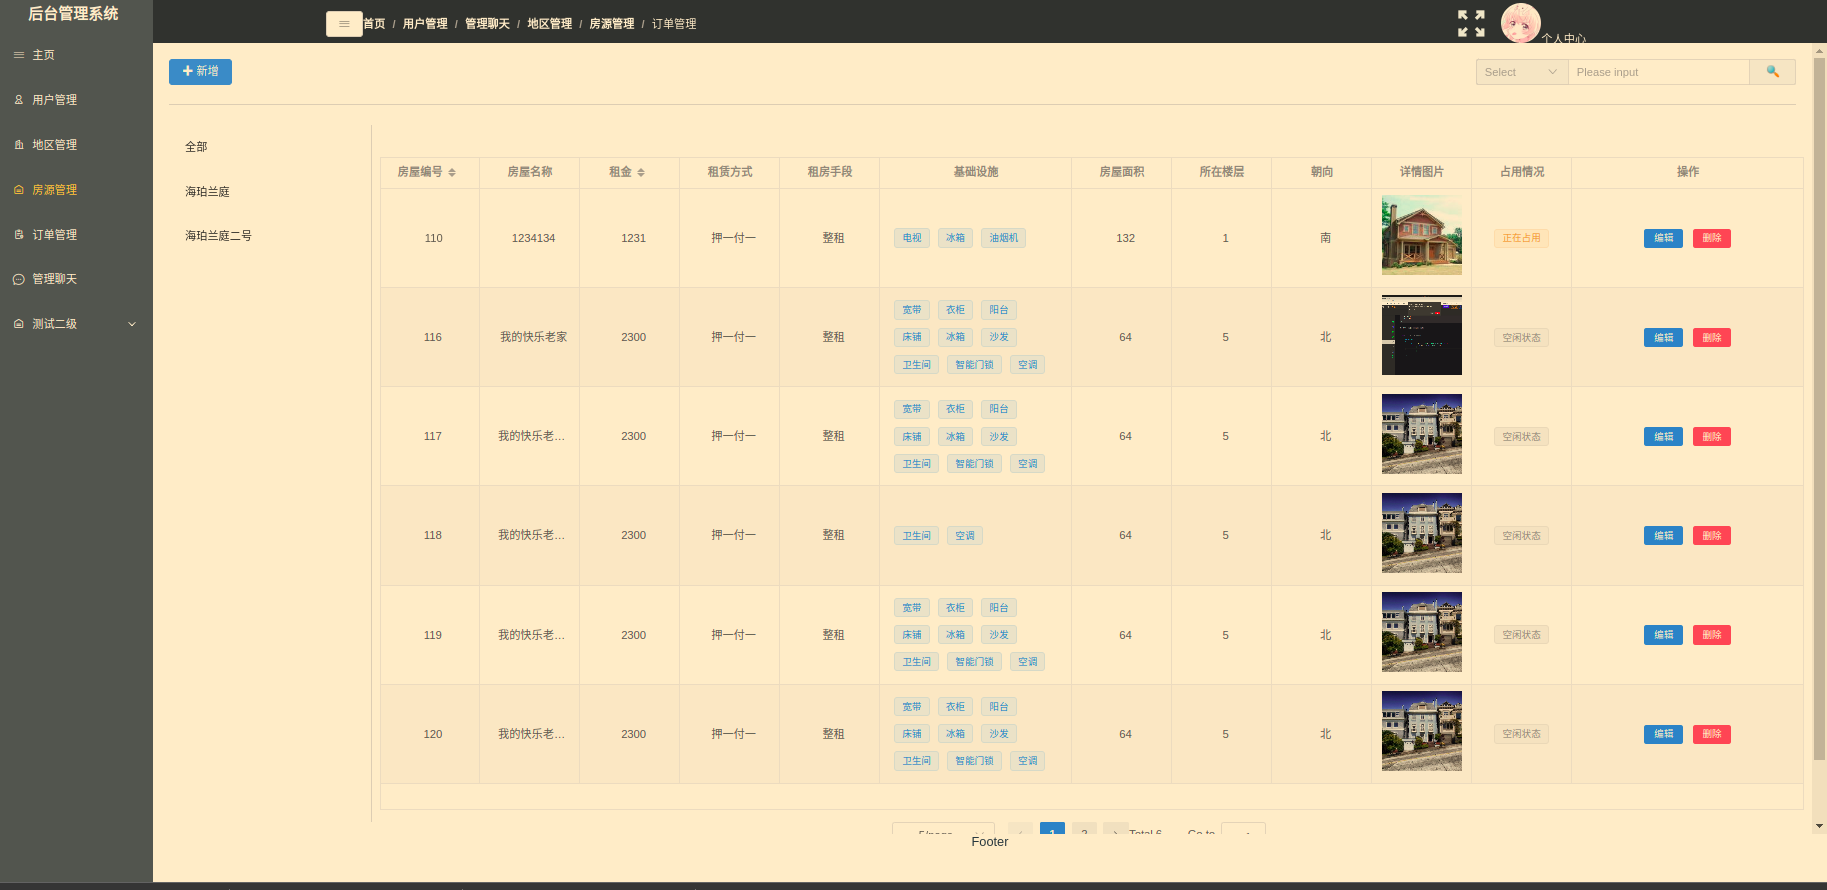 后台管理系统
首页 / 用户管理 / 管理聊天 / 地区管理 / 房源管理 / 订单管理
个人中心
主页
用户管理
地区管理
房源管理
订单管理
管理聊天
测试二级
新增
Select
Please input
全部
海珀兰庭
海珀兰庭二号
房屋编号 房屋名称 租金 租赁方式 租房手段 基础设施 房屋面积 所在楼层 朝向 详情图片 占用情况 操作
110 1234134 1231 押一付一 整租 电视 冰箱 油烟机 132 1 南 正在占用 编辑 删除
116 我的快乐老家 2300 押一付一 整租 宽带 衣柜 阳台 床铺 冰箱 沙发 卫生间 智能门锁 空调 64 5 北 空闲状态 编辑 删除
117 我的快乐老... 2300 押一付一 整租 宽带 衣柜 阳台 床铺 冰箱 沙发 卫生间 智能门锁 空调 64 5 北 空闲状态 编辑 删除
118 我的快乐老... 2300 押一付一 整租 卫生间 空调 64 5 北 空闲状态 编辑 删除
119 我的快乐老... 2300 押一付一 整租 宽带 衣柜 阳台 床铺 冰箱 沙发 卫生间 智能门锁 空调 64 5 北 空闲状态 编辑 删除
120 我的快乐老... 2300 押一付一 整租 宽带 衣柜 阳台 床铺 冰箱 沙发 卫生间 智能门锁 空调 64 5 北 空闲状态 编辑 删除
5/page 1 2 Total 6 Go to
Footer